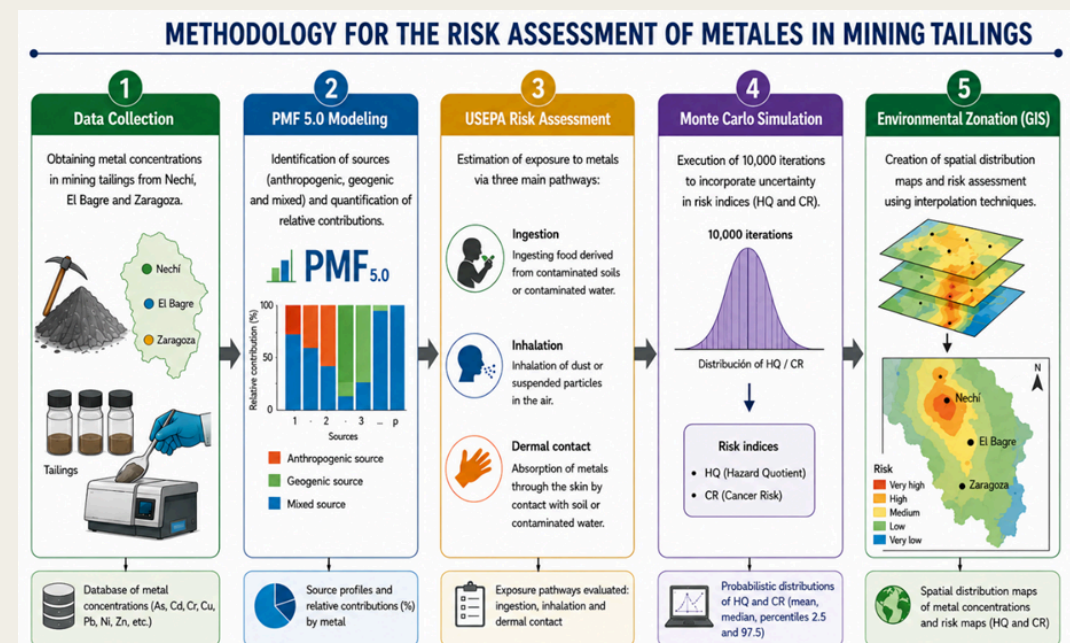 METHODOLOGY FOR THE RISK ASSESSMENT OF METALES IN MINING TAILINGS
1
Data Collection
Obtaining metal concentrations
in mining tailings from Nechí,
El Bagre and Zaragoza.
Nechí
El Bagre
Zaragoza
Tailings
Database of metal
concentrations (As, Cd, Cr, Cu,
Pb, Ni, Zn, etc.)
2
PMF 5.0 Modeling
Identification of sources
(anthropogenic, geogenic
and mixed) and quantification of
relative contributions.
PMF 5.0
Relative contribution (%)
100
50
0
1 · 2 · 3 ... p
Sources
Anthropogenic source
Geogenic source
Mixed source
Source profiles and
relative contributions (%)
by metal
3
USEPA Risk Assessment
Estimation of exposure to metals
via three main pathways:
Ingestion
Ingesting food derived
from contaminated soils
or contaminated water.
Inhalation
Inhalation of dust or
suspended particles
in the air.
Dermal contact
Absorption of metals
through the skin by
contact with soil or
contaminated water.
Exposure pathways evaluated:
ingestion, inhalation and
dermal contact
4
Monte Carlo Simulation
Execution of 10,000 iterations
to incorporate uncertainty
in risk indices (HQ and CR).
10,000 iterations
Distribución of HQ / CR
Risk indices
• HQ (Hazard Quotient)
• CR (Cancer Risk)
Probabilistic distributions
of HQ and CR (mean,
median, percentiles 2.5
and 97.5)
5
Environmental Zonation (GIS)
Creation of spatial distribution
maps and risk assessment
using interpolation techniques.
N
Nechí
El Bagre
Zaragoza
Risk
Very high
High
Medium
Low
Very low
Spatial distribution maps
of metal concentrations
and risk maps (HQ and CR)